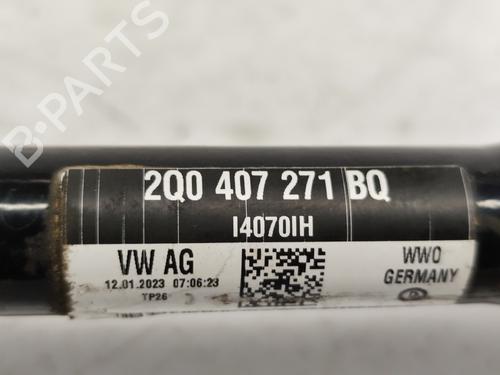 B-PARTS
2Q0 407 271 BQ
I4070IH
VW AG
12.01.2023 07:06:23
TP26
WWO
GERMANY